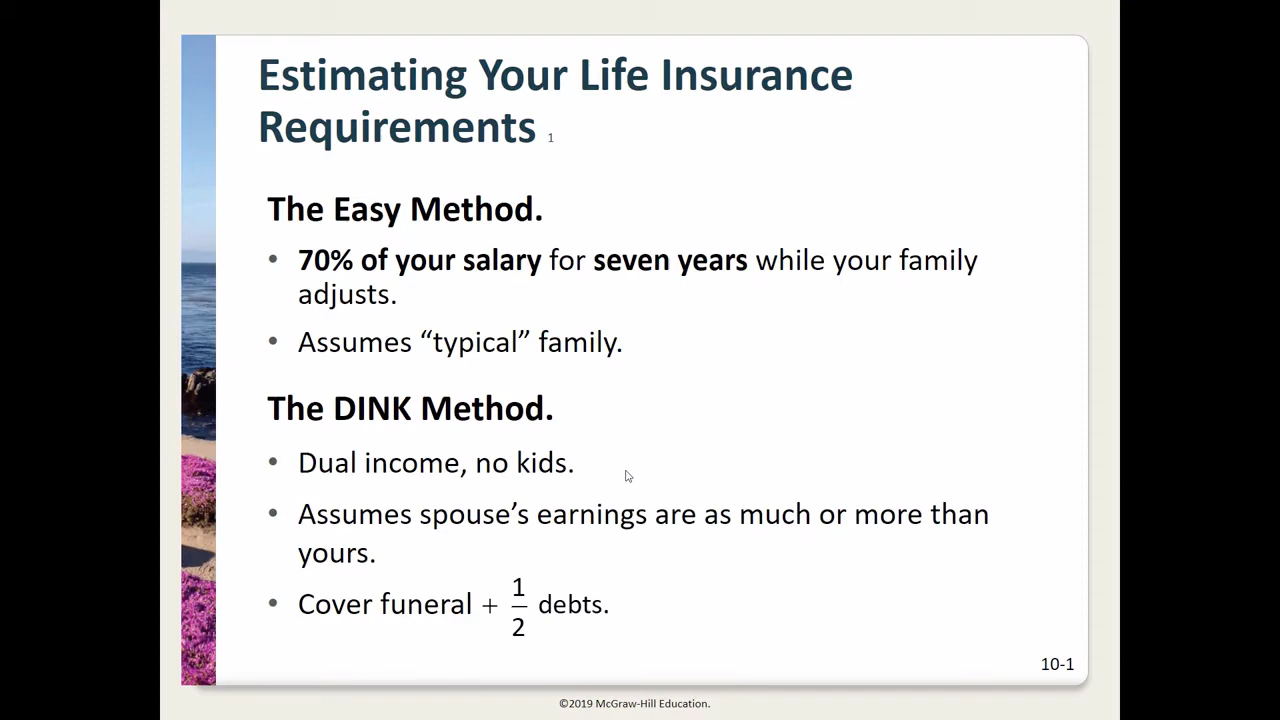 Estimating Your Life Insurance
Requirements 1
The Easy Method.
• 70% of your salary for seven years while your family
adjusts.
• Assumes “typical” family.
The DINK Method.
• Dual income, no kids.
• Assumes spouse’s earnings are as much or more than
yours.
• Cover funeral + 1/2 debts.
10-1
©2019 McGraw-Hill Education.